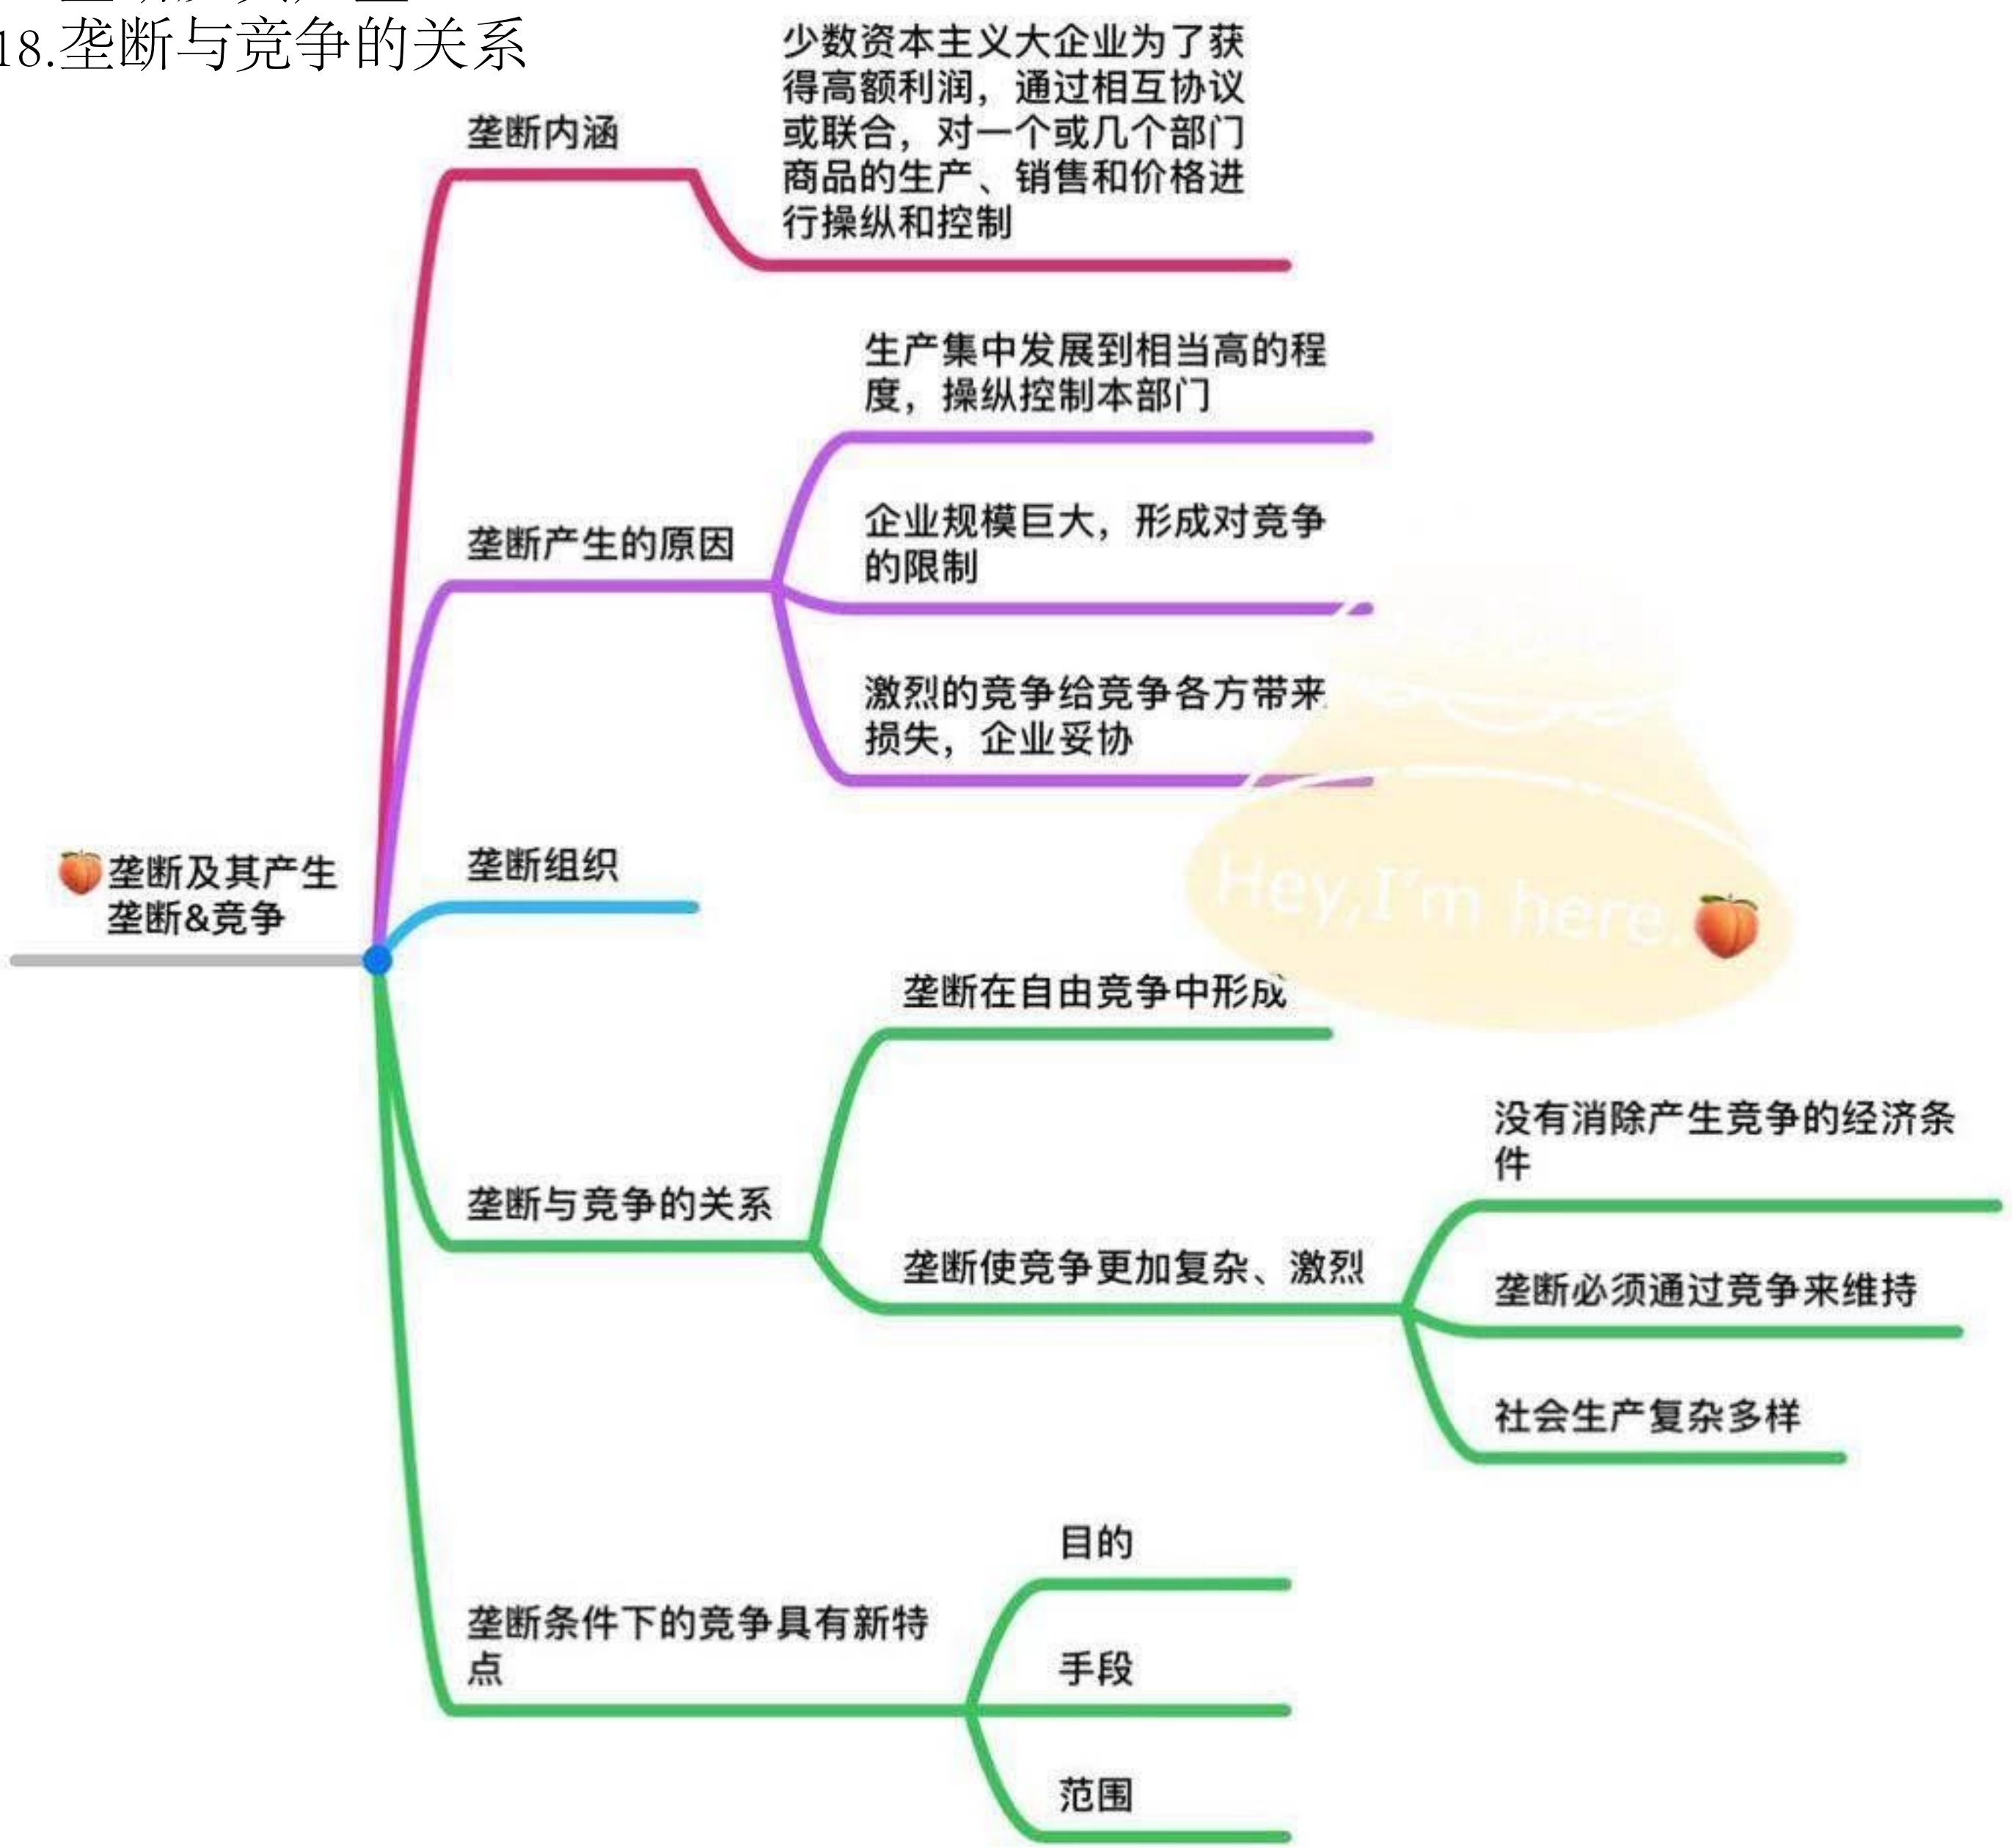 18.垄断与竞争的关系
垄断内涵
少数资本主义大企业为了获
得高额利润，通过相互协议
或联合，对一个或几个部门
商品的生产、销售和价格进
行操纵和控制
垄断产生的原因
生产集中发展到相当高的程
度，操纵控制本部门
企业规模巨大，形成对竞争
的限制
激烈的竞争给竞争各方带来
损失，企业妥协
垄断组织
🍑垄断及其产生
垄断&竞争
Hey,I'm here.🍑
垄断与竞争的关系
垄断在自由竞争中形成
垄断使竞争更加复杂、激烈
没有消除产生竞争的经济条
件
垄断必须通过竞争来维持
社会生产复杂多样
垄断条件下的竞争具有新特
点
目的
手段
范围